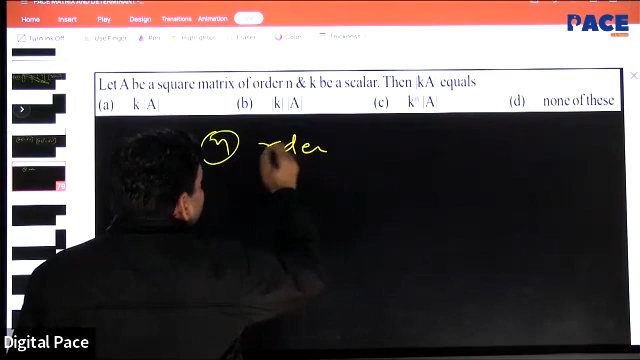 PACE MATRIX AND DETERMINANT
Home Insert Play Design Transitions Animation
Turn Ink Off Use Finger Pen Highlighter Eraser Color Thickness
PACE
Let A be a square matrix of order n & k be a scalar. Then |kA equals
(a) k |A| (b) |k| |A| (c) kⁿ |A| (d) none of these
n order
79
Digital Pace